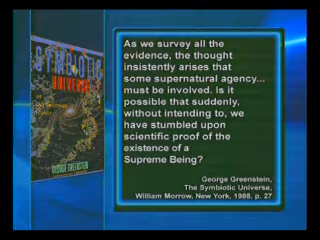 SYMBIOTIC
UNIVERSE
GEORGE GREENSTEIN
As we survey all the
evidence, the thought
insistently arises that
some supernatural agency...
must be involved. Is it
possible that suddenly,
without intending to, we
have stumbled upon
scientific proof of the
existence of a
Supreme Being?
George Greenstein,
The Symbiotic Universe,
William Morrow, New York, 1988, p. 27